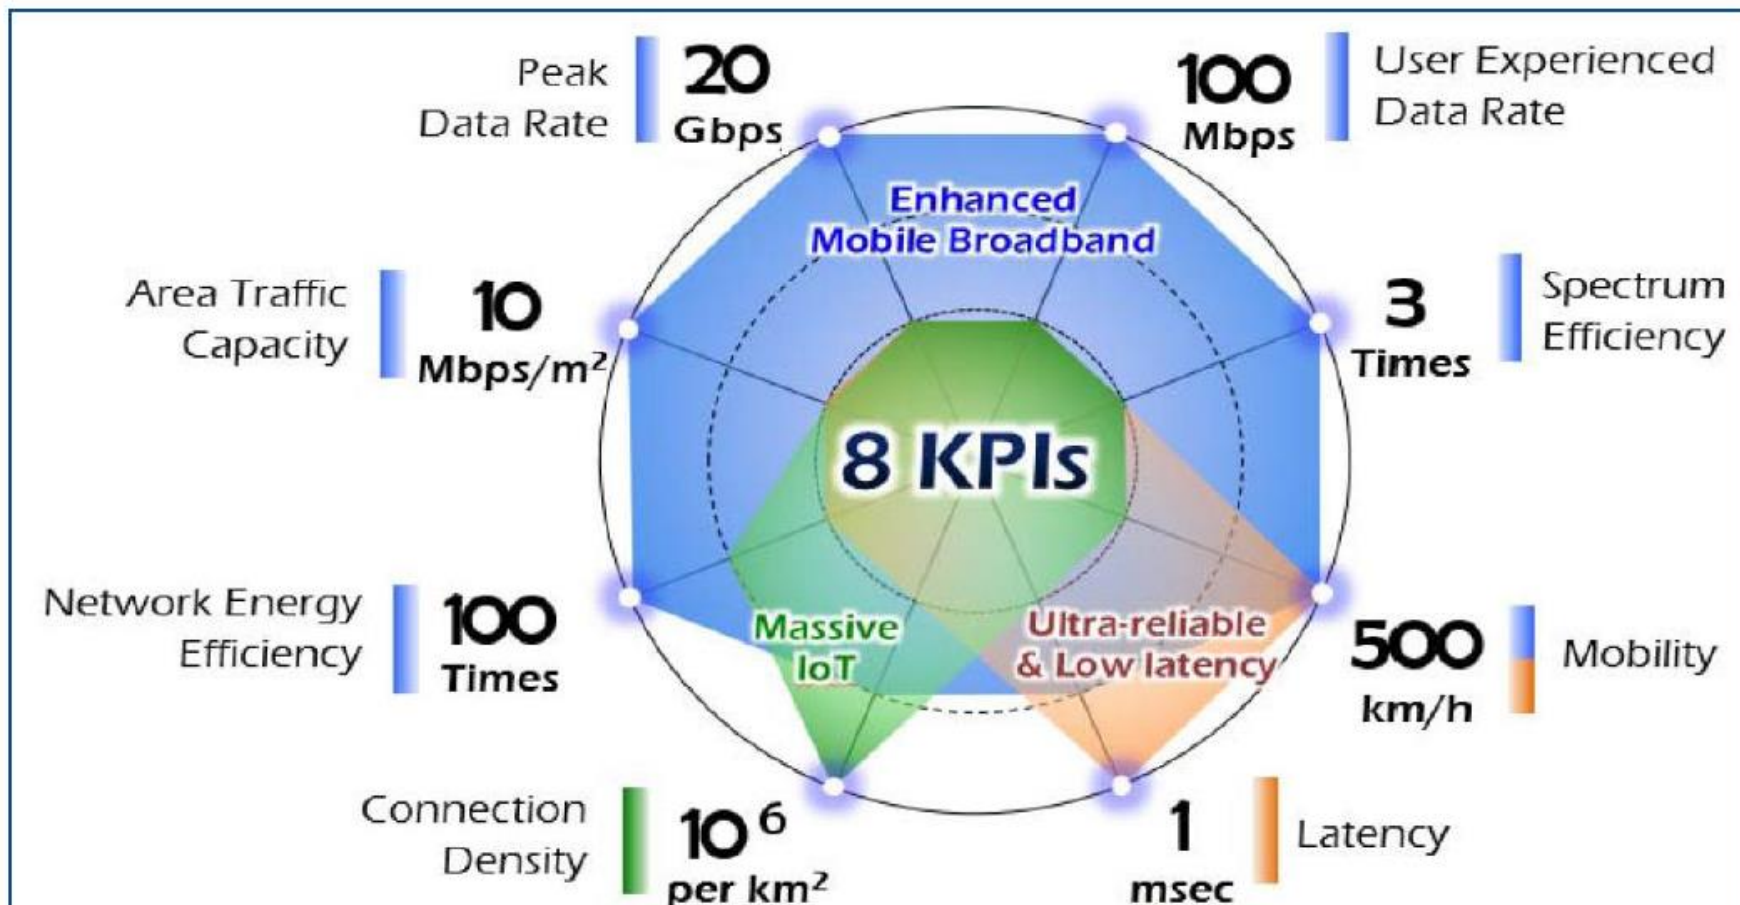 Peak
Data Rate
20
Gbps
100
Mbps
User Experienced
Data Rate
Enhanced
Mobile Broadband
Area Traffic
Capacity
10
Mbps/m²
3
Times
Spectrum
Efficiency
8 KPIs
Network Energy
Efficiency
100
Times
Massive
IoT
Ultra-reliable
& Low latency
500
km/h
Mobility
Connection
Density
10⁶
per km²
1
msec
Latency